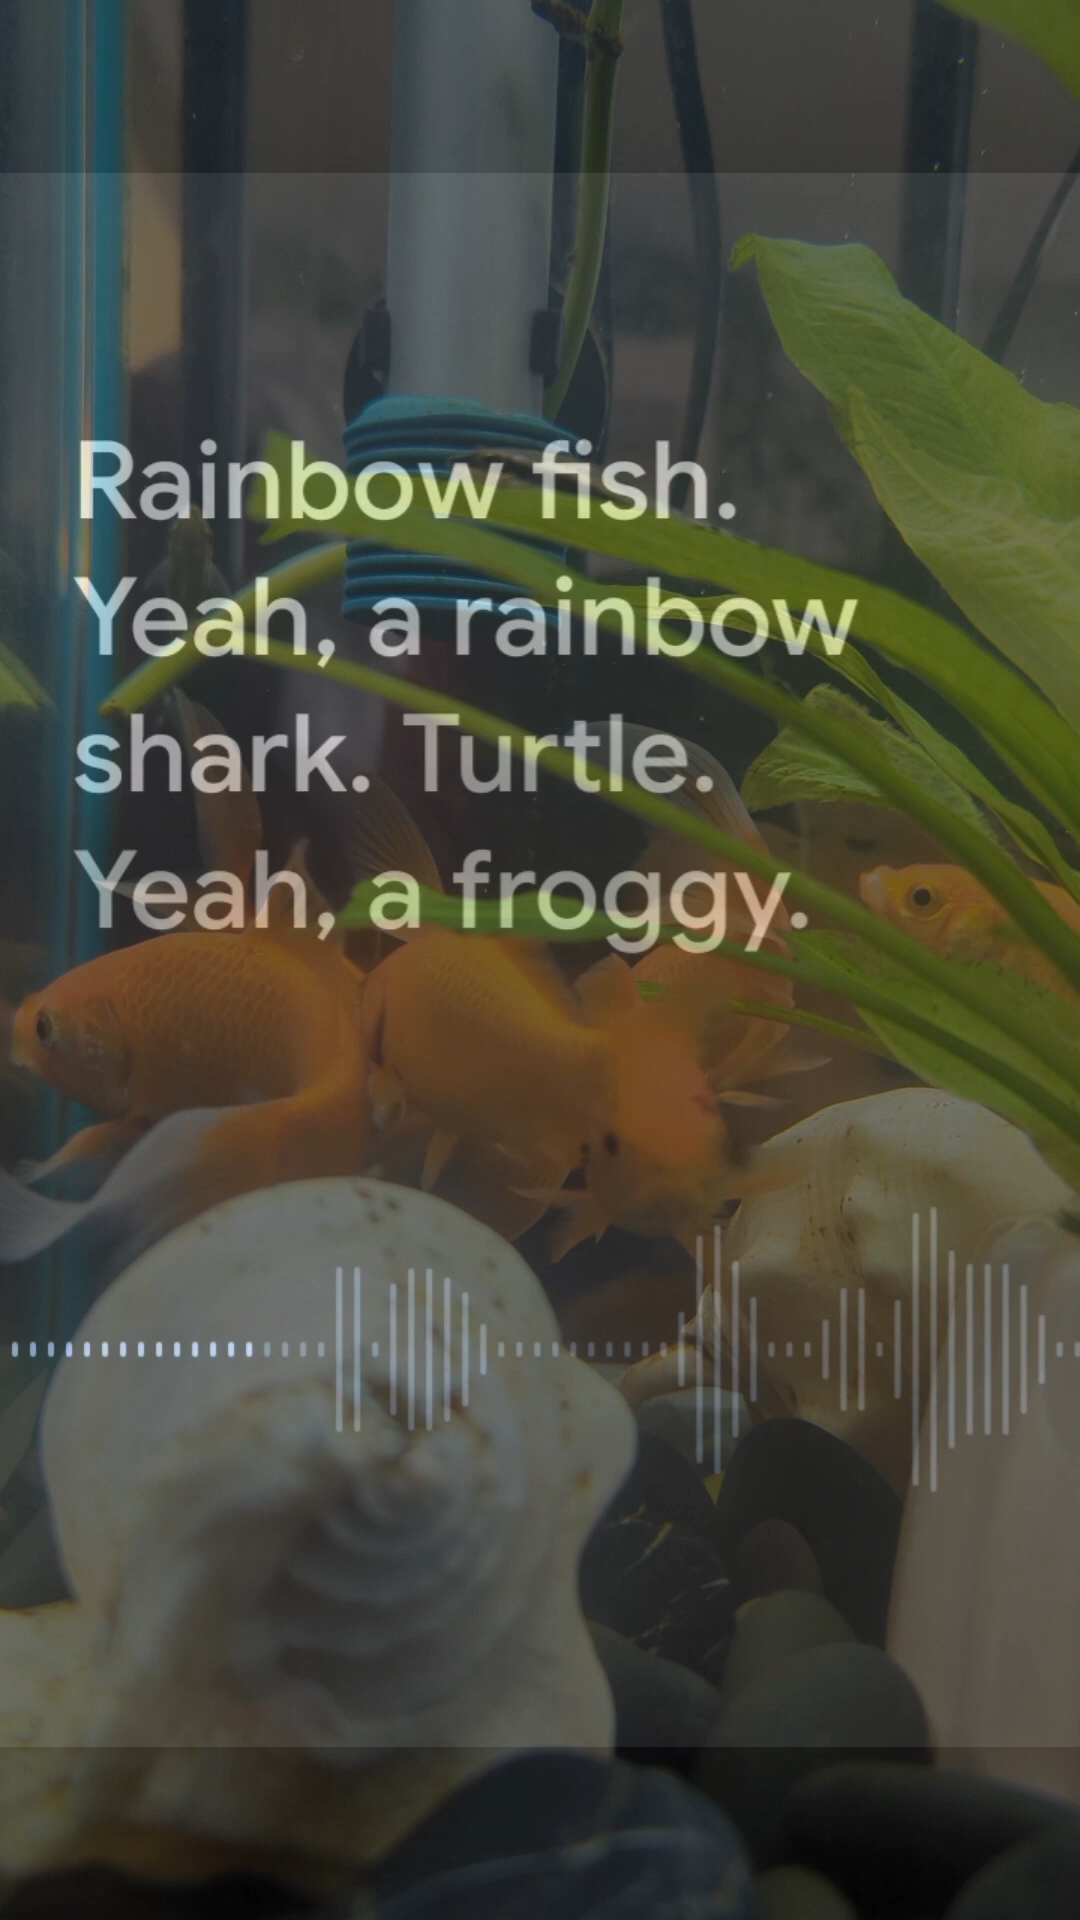 Rainbow fish.
Yeah, a rainbow
shark. Turtle.
Yeah, a froggy.